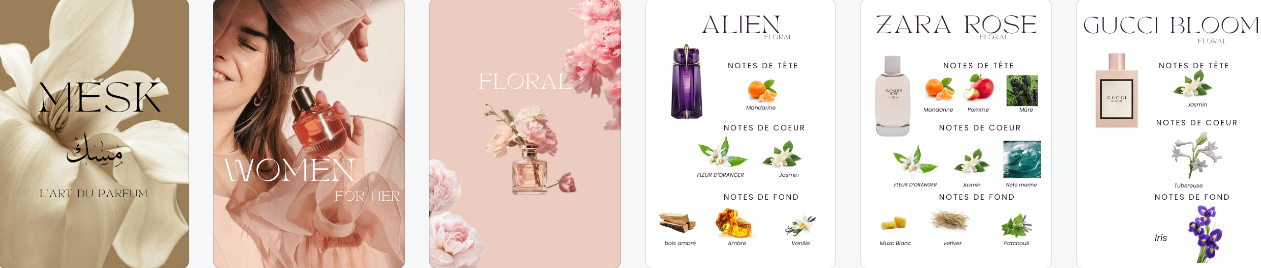 MESK
مِسك
L'ART DU PARFUM
WOMEN
FOR HER
FLORAL
ALIEN
FLORAL
NOTES DE TÊTE
Mandarine
NOTES DE COEUR
FLEUR D'ORANGER
Jasmin
NOTES DE FOND
bois ambré
Ambre
Vanille
ZARA ROSE
FLORAL
NOTES DE TÊTE
Mandarine
Pomme
Mûre
NOTES DE COEUR
FLEUR D'ORANGER
Jasmin
Note marine
NOTES DE FOND
Musc Blanc
vetiver
Patchouli
GUCCI BLOOM
FLORAL
GUCCI
NOTES DE TÊTE
Jasmin
NOTES DE COEUR
Tubereuse
NOTES DE FOND
Iris